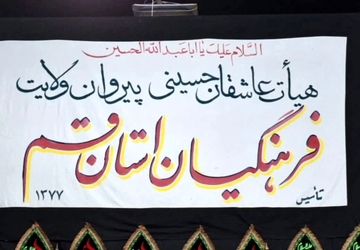 السلام علیک یا اباعبدالله الحسین
هیأت عاشقان حسینی پیروان ولایت
فرهنگیان استان قم
تأسیس ۱۳۷۷